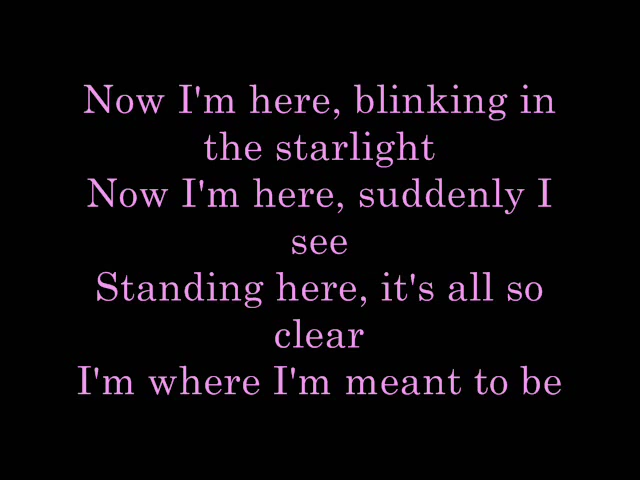 Now I'm here, blinking in
the starlight
Now I'm here, suddenly I
see
Standing here, it's all so
clear
I'm where I'm meant to be